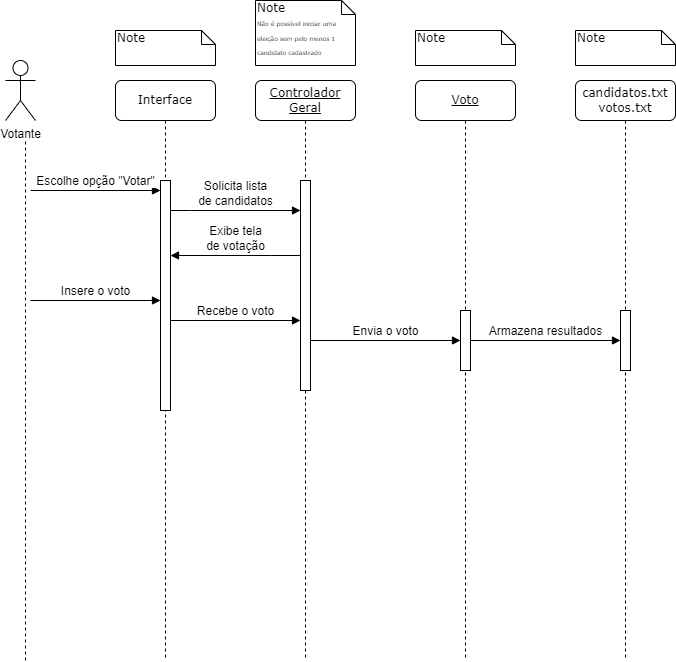 Note
Note
Não é possível iniciar uma
eleição sem pelo menos 1
candidato cadastrado
Note
Note
Votante
Interface
Controlador
Geral
Voto
candidatos.txt
votos.txt
Escolhe opção "Votar"
Solicita lista
de candidatos
Exibe tela
de votação
Insere o voto
Recebe o voto
Envia o voto
Armazena resultados